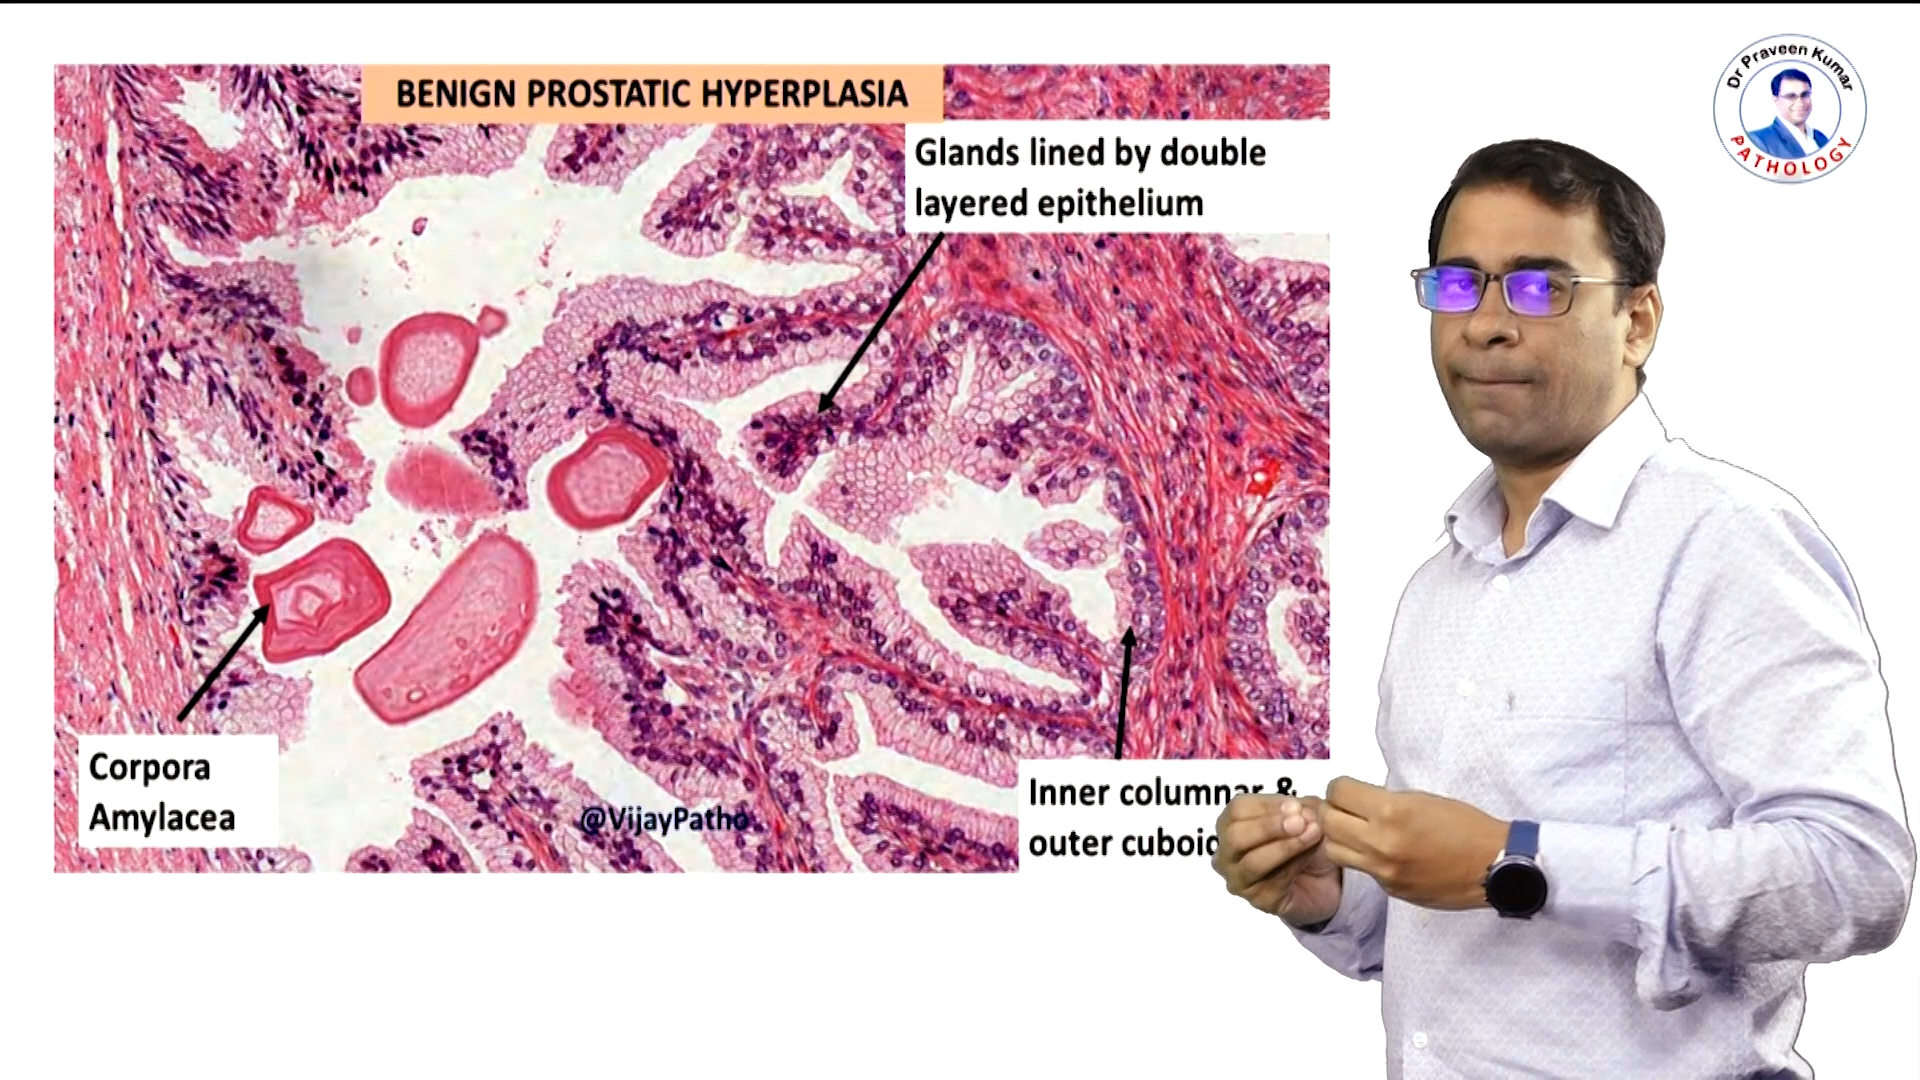 BENIGN PROSTATIC HYPERPLASIA
Dr Praveen Kumar
PATHOLOGY
Glands lined by double
layered epithelium
Corpora
Amylacea
@VijayPatho
Inner columnar &
outer